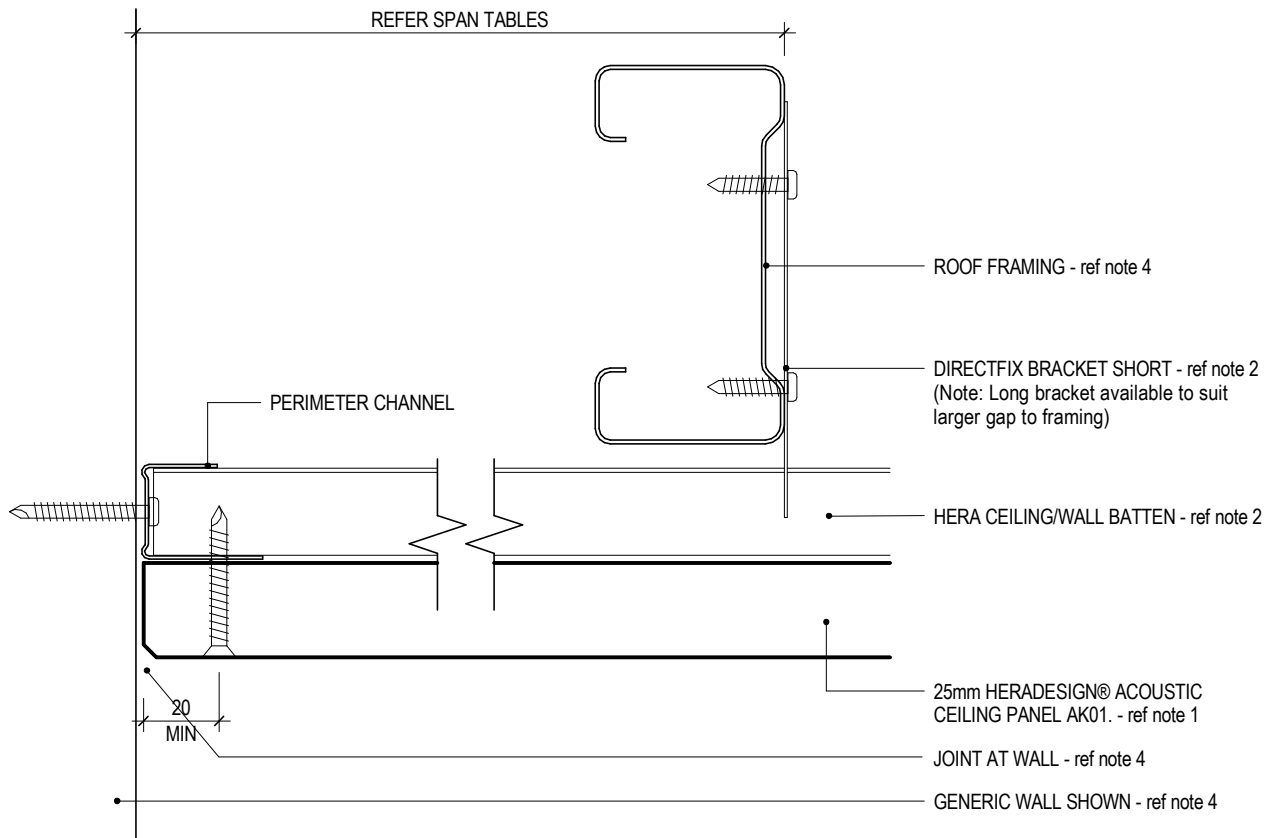 REFER SPAN TABLES
ROOF FRAMING - ref note 4
DIRECTFIX BRACKET SHORT - ref note 2
(Note: Long bracket available to suit
larger gap to framing)
PERIMETER CHANNEL
HERA CEILING/WALL BATTEN - ref note 2
25mm HERADESIGN® ACOUSTIC
CEILING PANEL AK01. - ref note 1
20
MIN
JOINT AT WALL - ref note 4
GENERIC WALL SHOWN - ref note 4